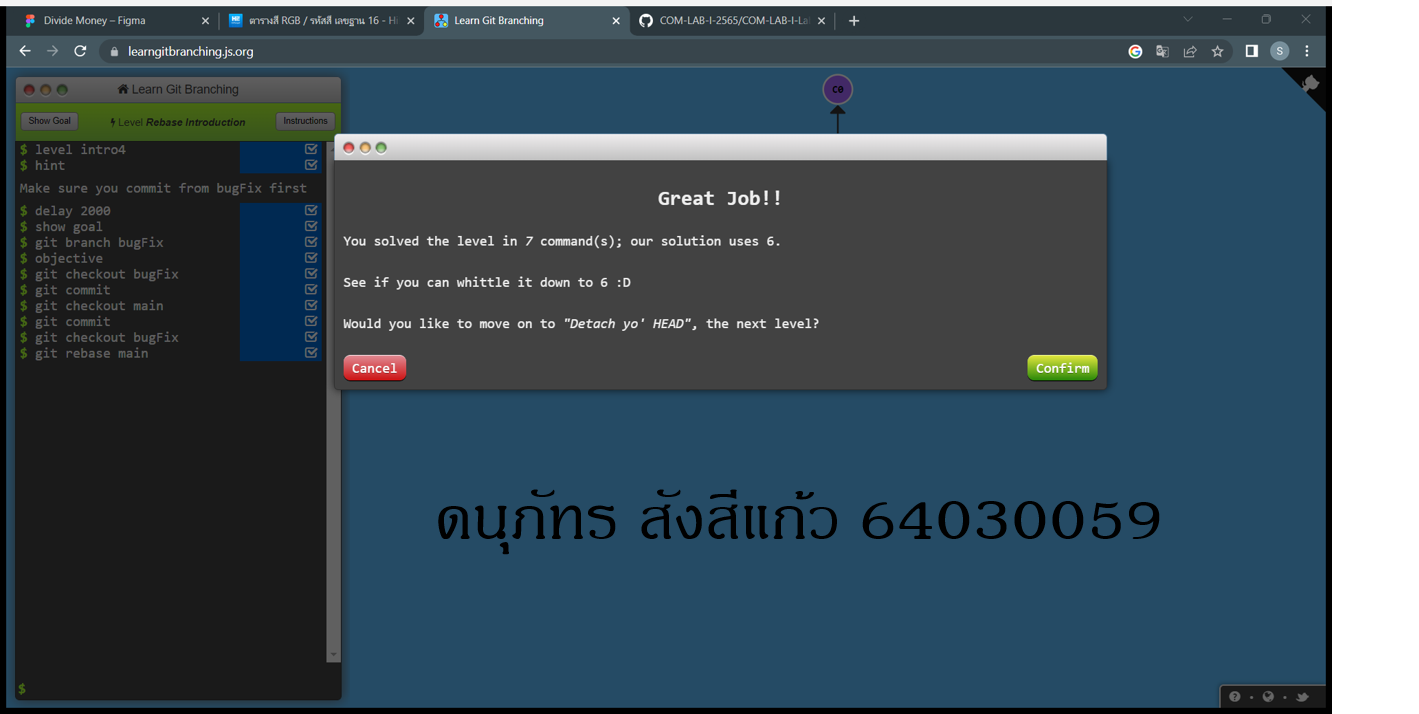 Divide Money – Figma
ตารางสี RGB / รหัสสี เลขฐาน 16 - Hi
Learn Git Branching
COM-LAB-I-2565/COM-LAB-I-La
learngitbranching.js.org
S
Learn Git Branching
ce
Show Goal
Level Rebase Introduction
Instructions
$ level intro4
$ hint
Make sure you commit from bugFix first
$ delay 2000
$ show goal
$ git branch bugFix
$ objective
$ git checkout bugFix
$ git commit
$ git checkout main
$ git commit
$ git checkout bugFix
$ git rebase main
$
Great Job!!
You solved the level in 7 command(s); our solution uses 6.
See if you can whittle it down to 6 :D
Would you like to move on to "Detach yo' HEAD", the next level?
Cancel
Confirm
ดนุภัทร สังสีแก้ว 64030059